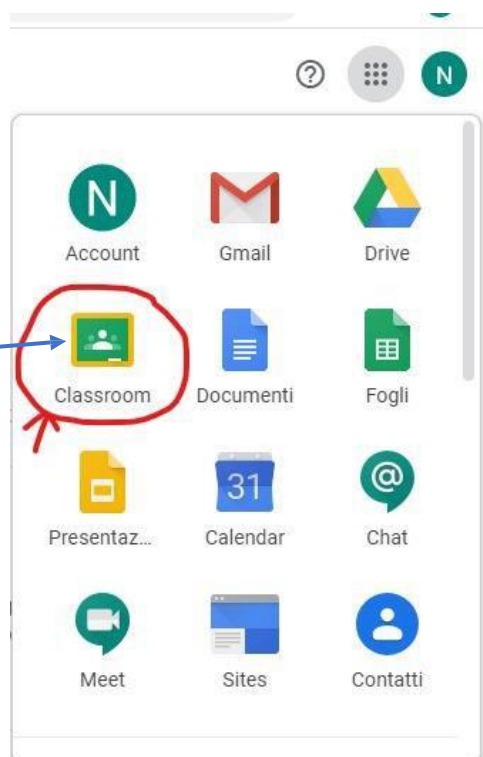 N
N
Account Gmail Drive
Classroom Documenti Fogli
31 @
Presentaz... Calendar Chat
Meet Sites Contatti